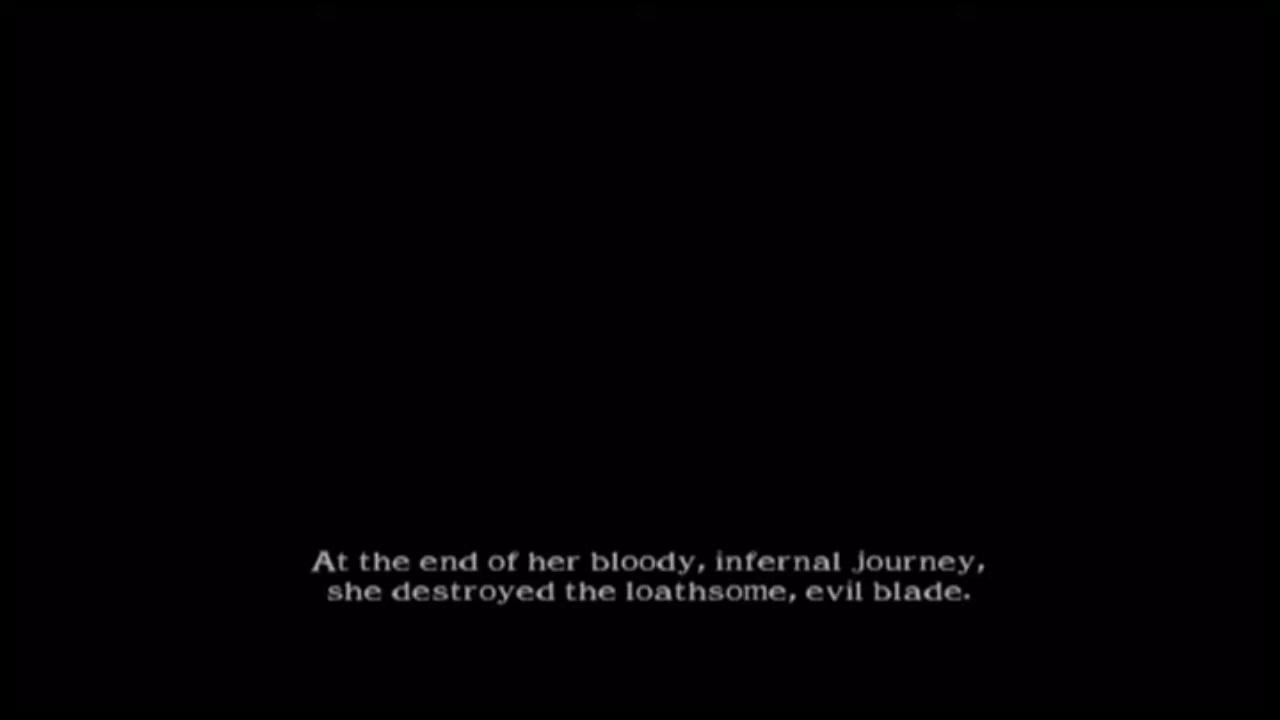 At the end of her bloody, infernal journey,
she destroyed the loathsome, evil blade.